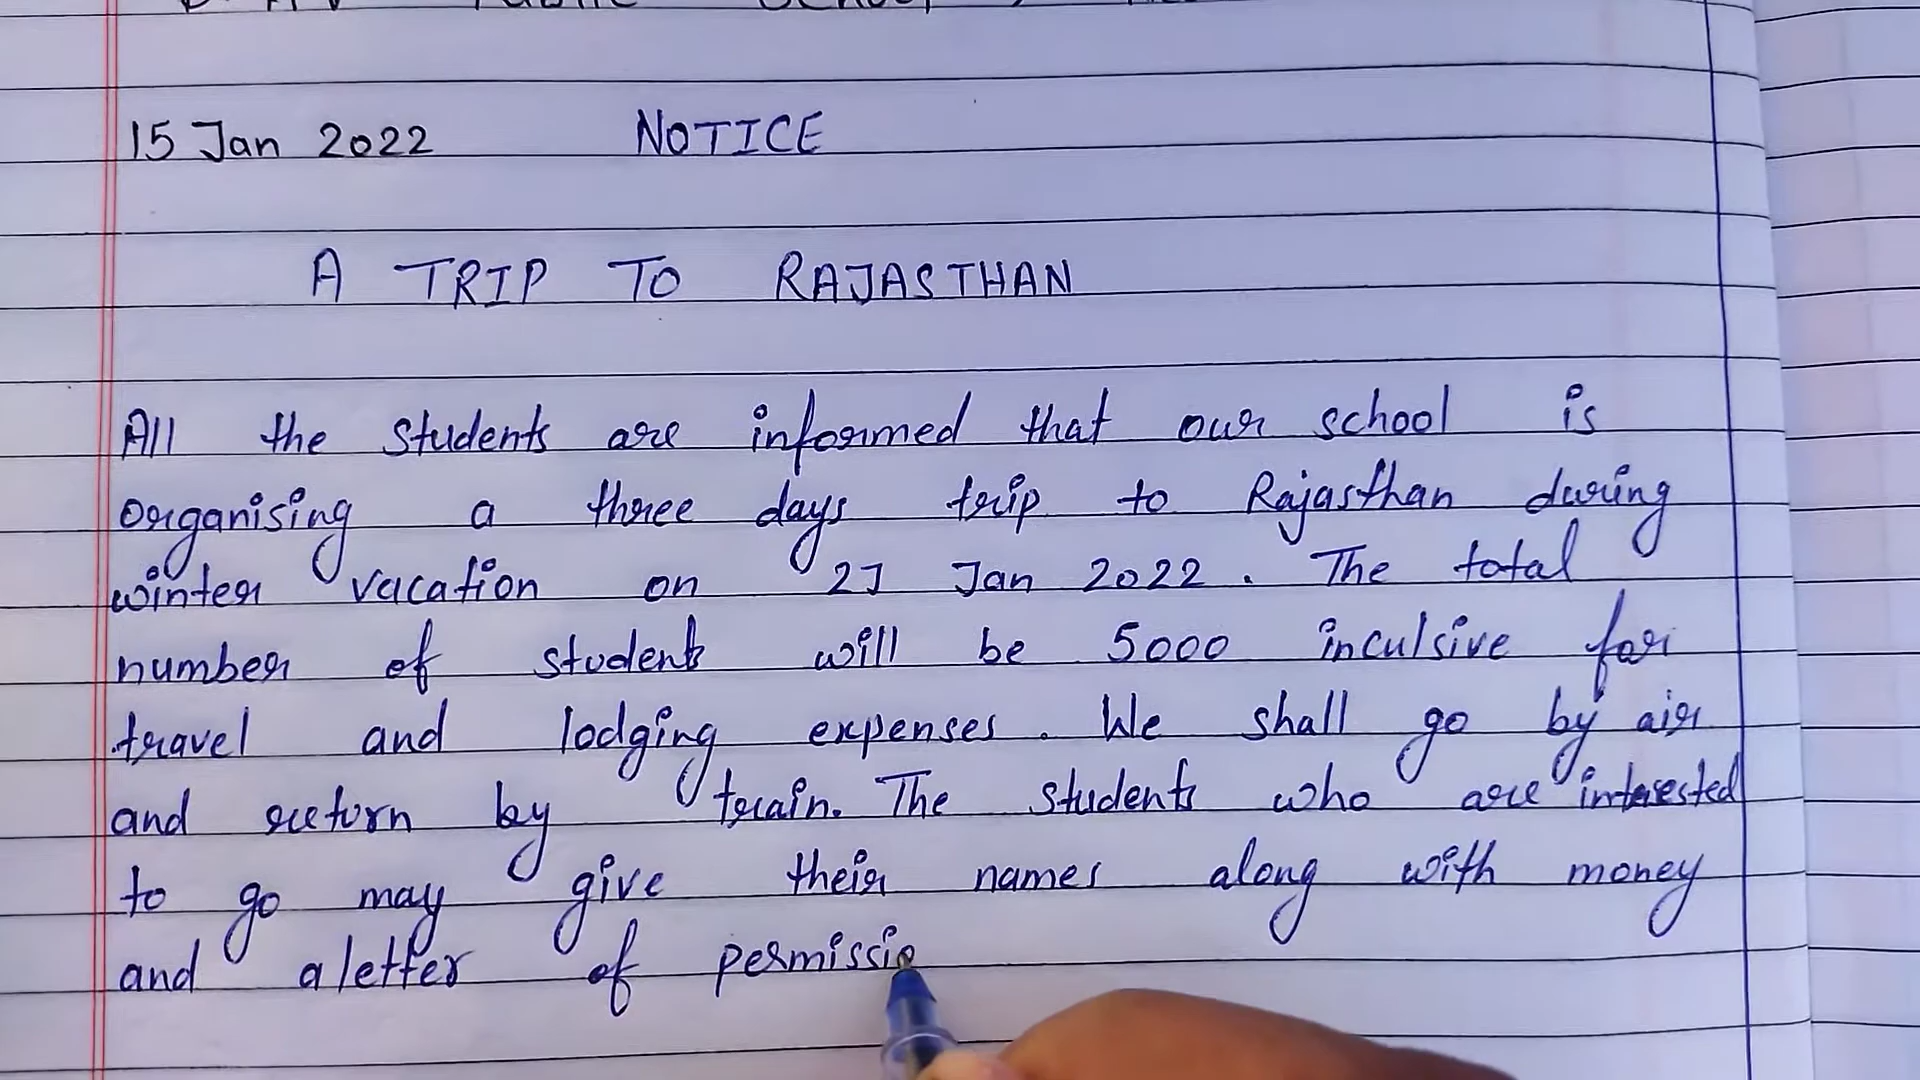 Public School,
15 Jan 2022 NOTICE
A TRIP TO RAJASTHAN
All the students are informed that our school is
organising a three days trip to Rajasthan during
winter vacation on 27 Jan 2022. The total
number of students will be 5000 inculsive for
travel and lodging expenses. We shall go by air
and return by train. The students who are interested
to go may give their names along with money
and a letter of permissio